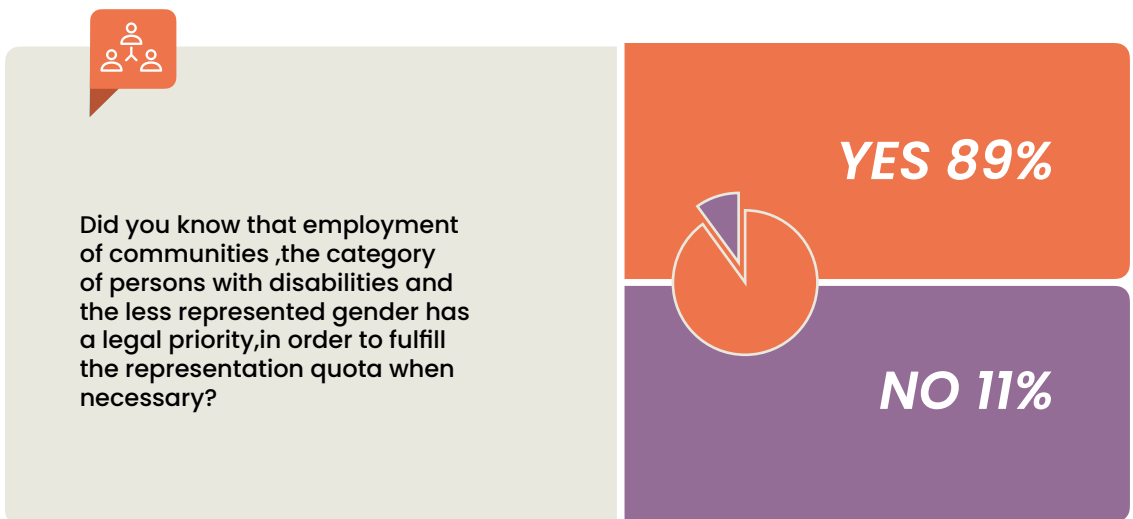 Did you know that employment
of communities ,the category
of persons with disabilities and
the less represented gender has
a legal priority,in order to fulfill
the representation quota when
necessary?
YES 89%
NO 11%